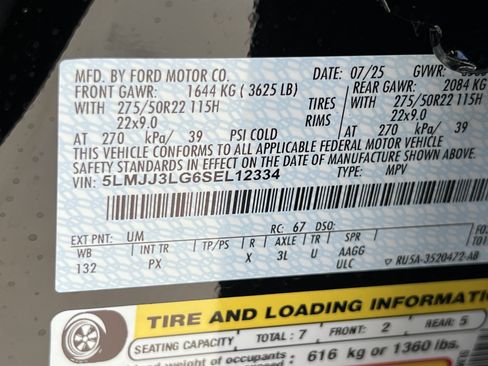 MFD. BY FORD MOTOR CO. DATE: 07/25 GVWR:
FRONT GAWR: 1644 KG ( 3625 LB) REAR GAWR: 2084 KG
WITH 275/50R22 115H TIRES WITH 275/50R22 115H
22x9.0 RIMS 22x9.0
AT 270 kPa/ 39 PSI COLD AT 270 kPa/ 39
THIS VEHICLE CONFORMS TO ALL APPLICABLE FEDERAL MOTOR VEHICLE
SAFETY STANDARDS IN EFFECT ON THE DATE OF MANUFACTURE SHOWN
VIN: 5LMJJ3LG6SEL12334 TYPE: MPV
EXT PNT: UM RC: 67 DSO:
WB INT TR TP/PS R AXLE TR SPR
132 PX X 3L U AAGG
ULC ▽RU5A-3520472-AB
TIRE AND LOADING INFORMATION
SEATING CAPACITY TOTAL: 7 FRONT: 2 REAR: 5
weight of occupants 616 kg or 1360 lbs.